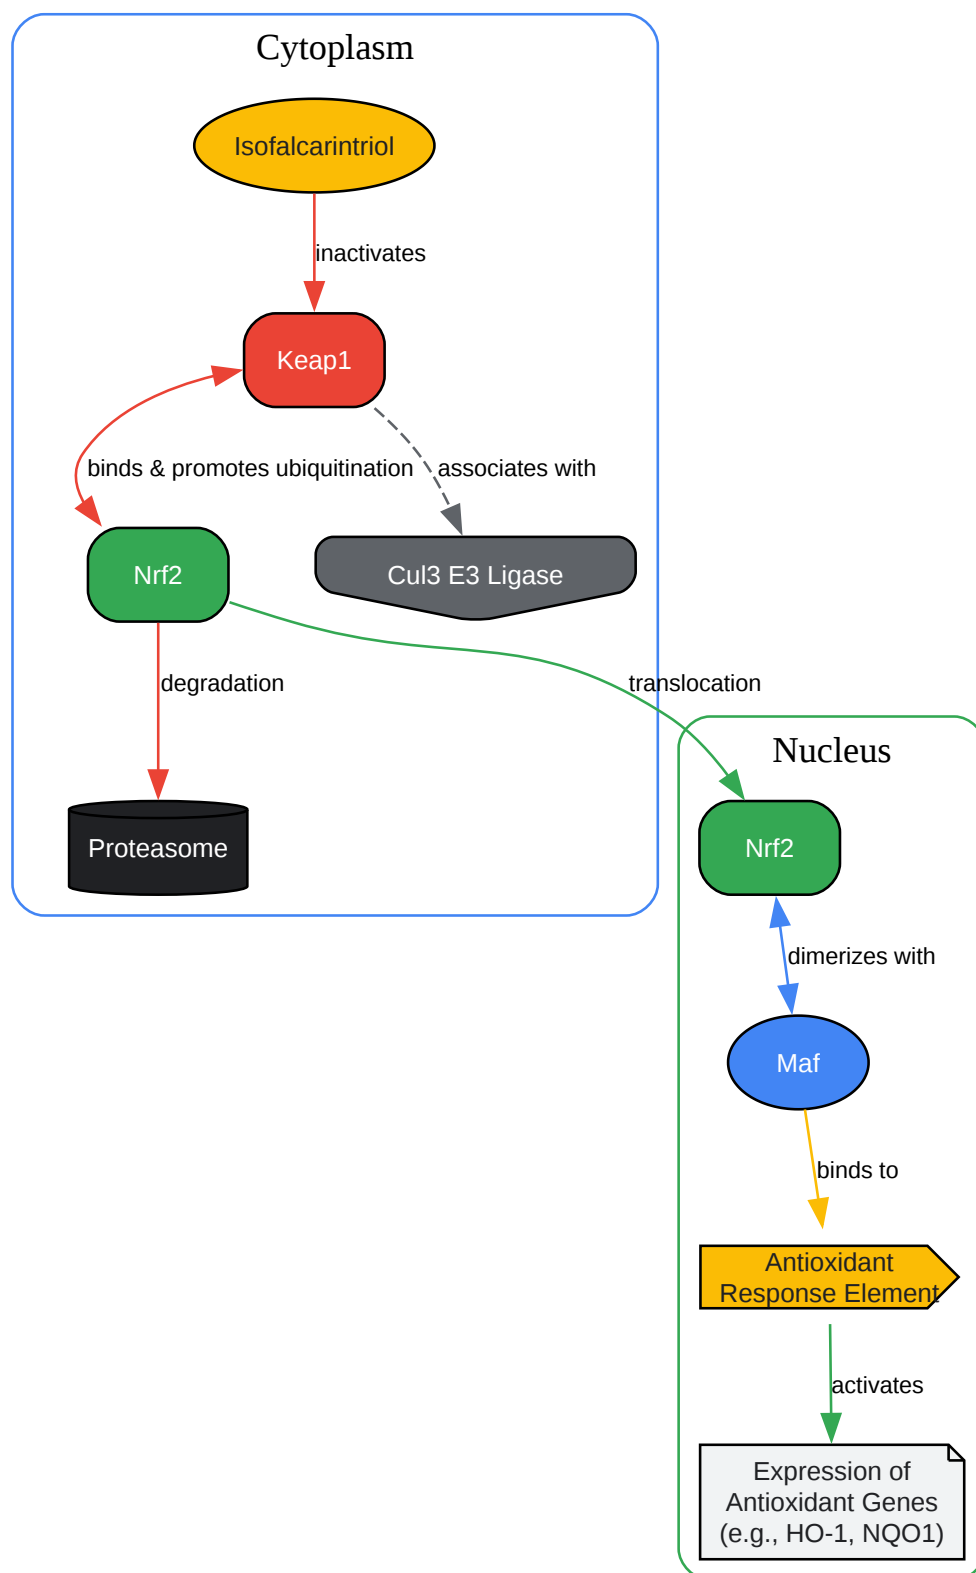 Cytoplasm
Isofalcarintriol
inactivates
Keap1
binds & promotes ubiquitination
associates with
Nrf2
Cul3 E3 Ligase
degradation
translocation
Nucleus
Proteasome
Nrf2
dimerizes with
Maf
binds to
Antioxidant
Response Element
activates
Expression of
Antioxidant Genes
(e.g., HO-1, NQO1)